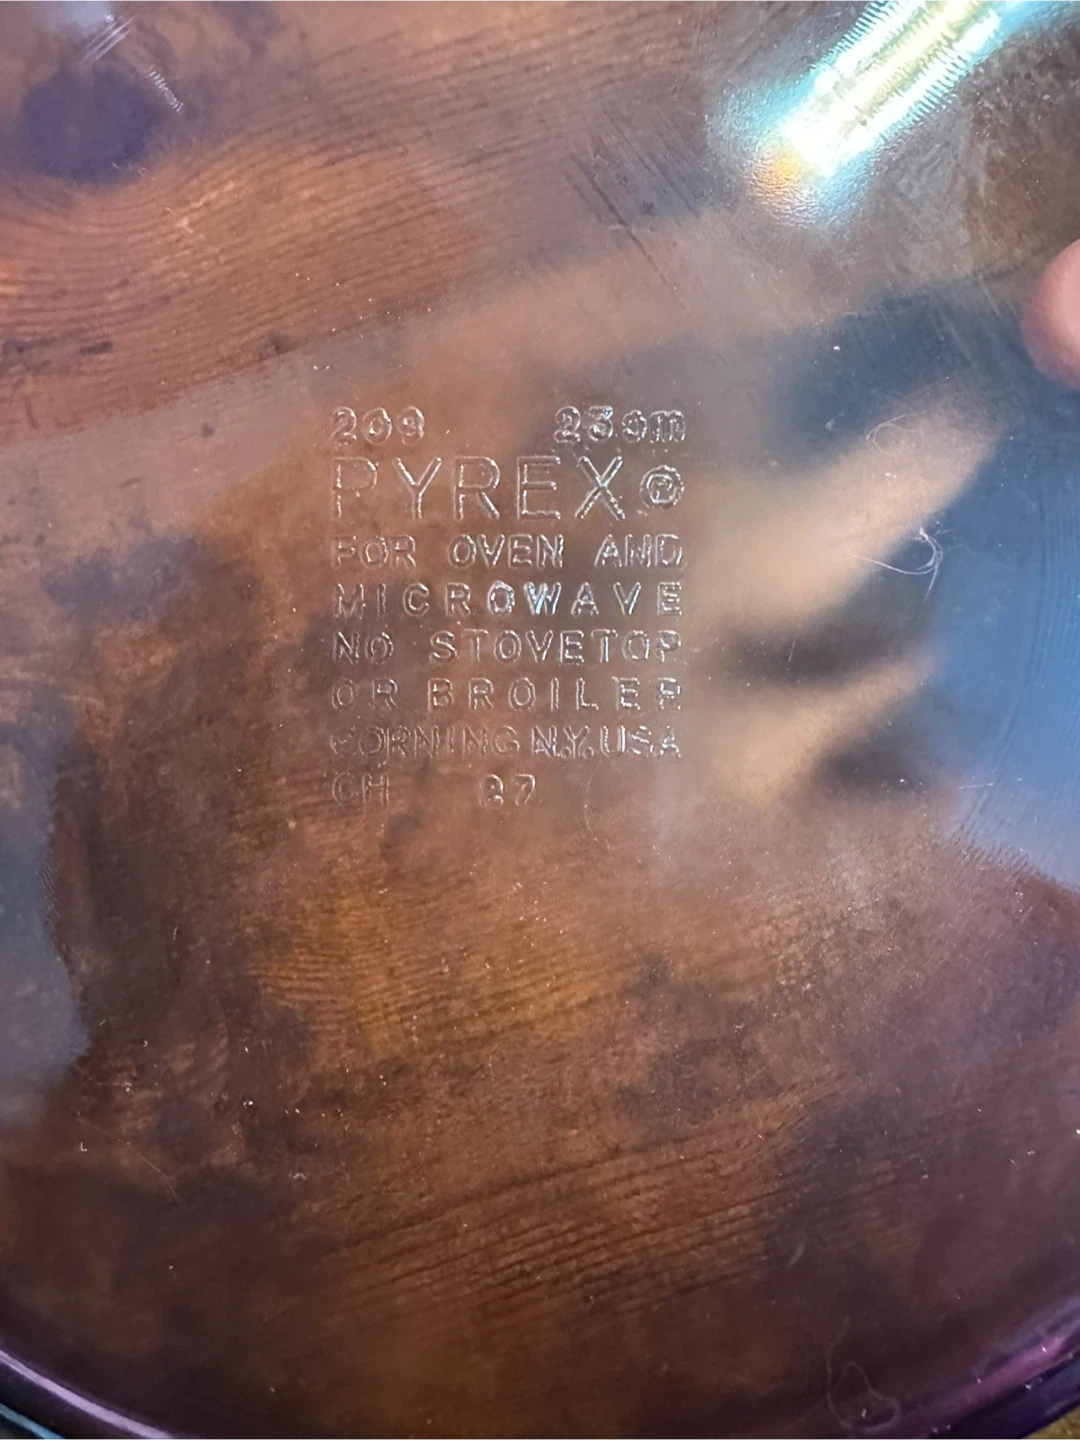 209 23cm
PYREX®
FOR OVEN AND
MICROWAVE
NO STOVETOP
OR BROILER
CORNING N.Y. USA
CH 27